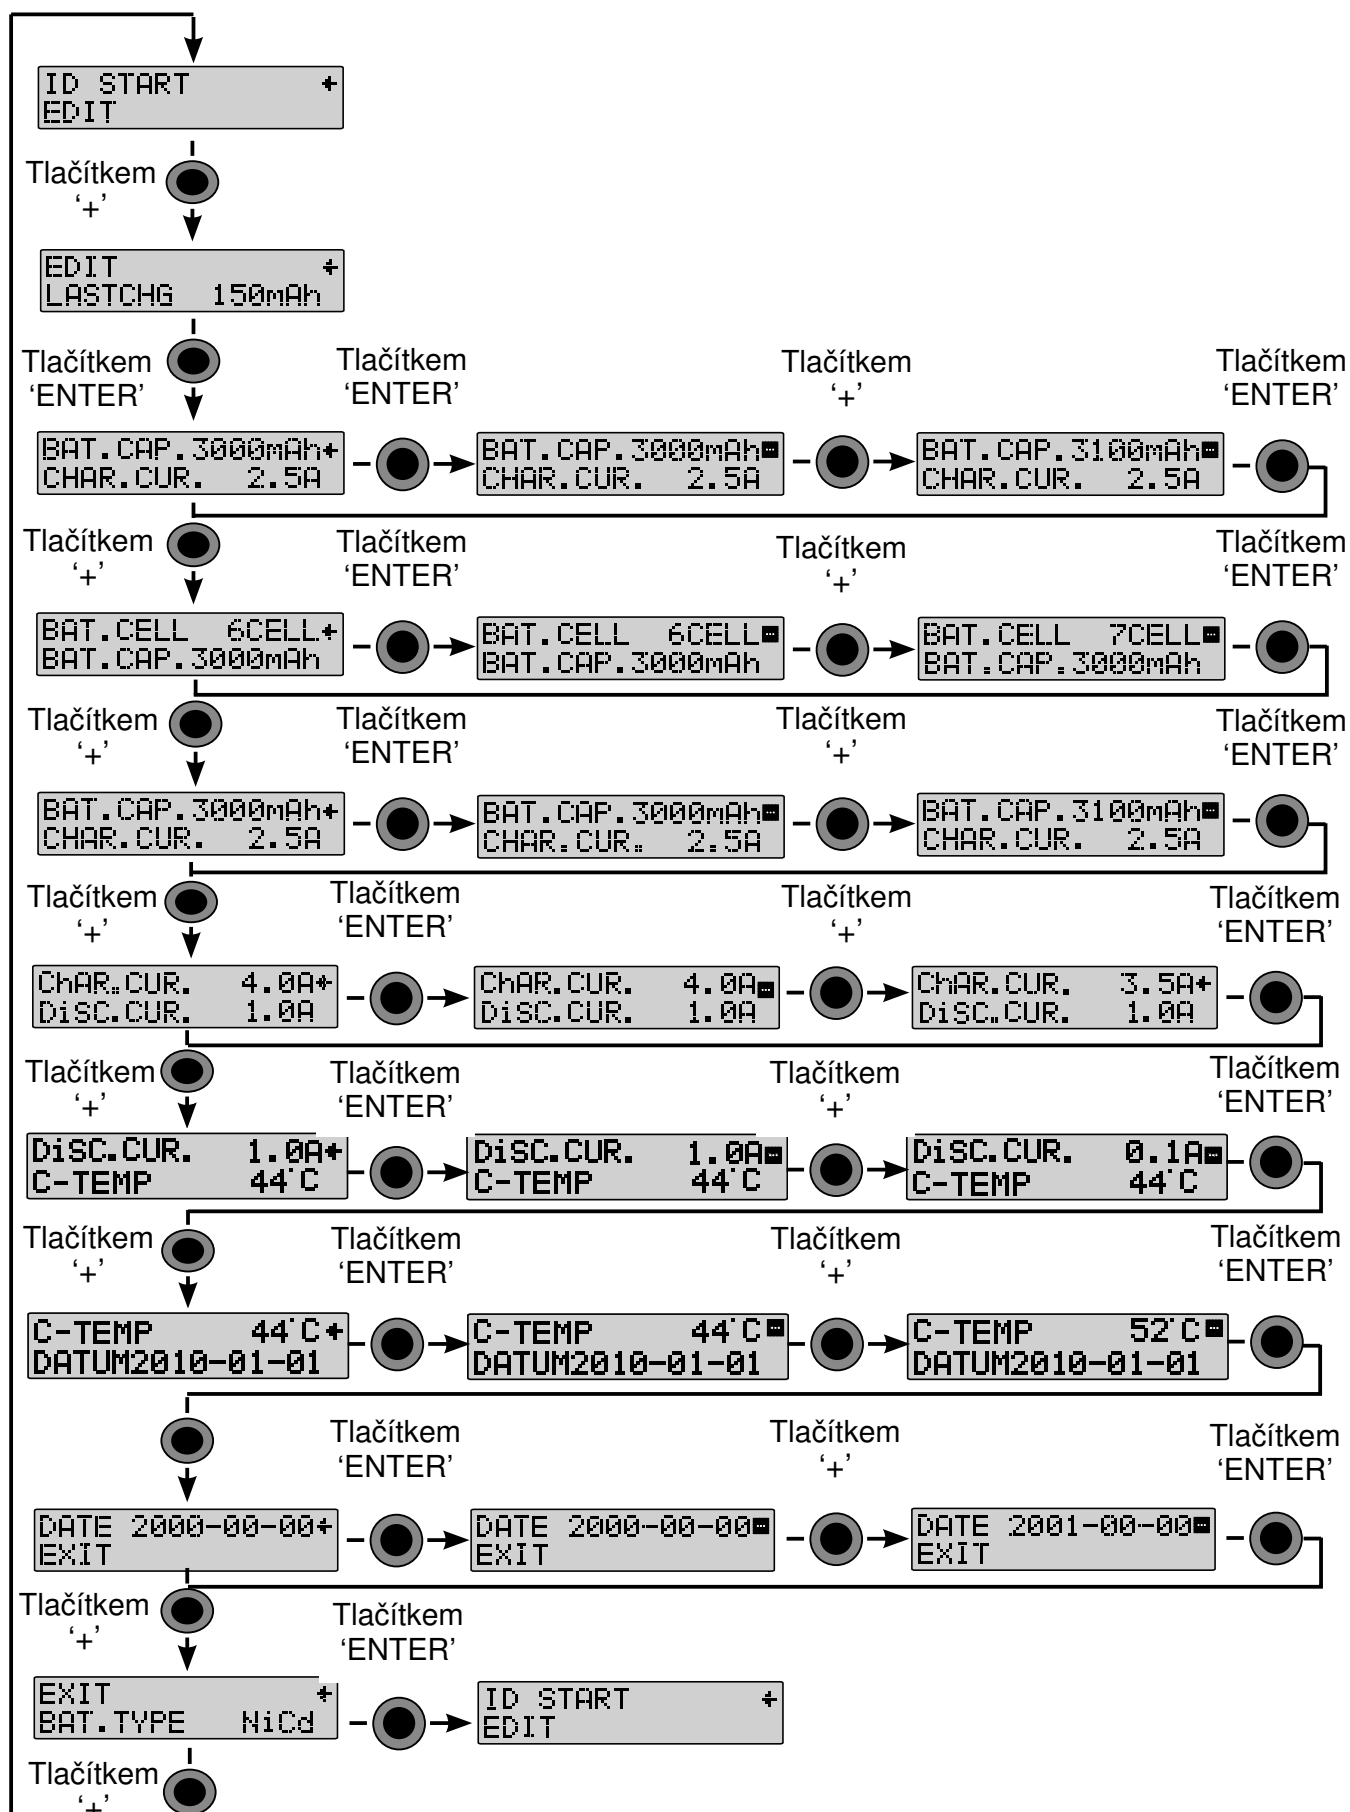 ID START
EDIT
Tlačítkem
‘+’
EDIT
LASTCHG 150mAh
Tlačítkem
‘ENTER’
Tlačítkem
‘ENTER’
Tlačítkem
‘+’
Tlačítkem
‘ENTER’
BAT.CAP.3000mAh
CHAR.CUR. 2.5A
BAT.CAP.3000mAh
CHAR.CUR. 2.5A
BAT.CAP.3100mAh
CHAR.CUR. 2.5A
Tlačítkem
‘+’
Tlačítkem
‘ENTER’
Tlačítkem
‘+’
Tlačítkem
‘ENTER’
BAT.CELL 6CELL
BAT.CAP.3000mAh
BAT.CELL 6CELL
BAT.CAP.3000mAh
BAT.CELL 7CELL
BAT.CAP.3000mAh
Tlačítkem
‘+’
Tlačítkem
‘ENTER’
Tlačítkem
‘+’
Tlačítkem
‘ENTER’
BAT.CAP.3000mAh
CHAR.CUR. 2.5A
BAT.CAP.3000mAh
CHAR.CUR. 2.5A
BAT.CAP.3100mAh
CHAR.CUR. 2.5A
Tlačítkem
‘+’
Tlačítkem
‘ENTER’
Tlačítkem
‘+’
Tlačítkem
‘ENTER’
ChAR.CUR. 4.0A
DiSC.CUR. 1.0A
ChAR.CUR. 4.0A
DiSC.CUR. 1.0A
ChAR.CUR. 3.5A
DiSC.CUR. 1.0A
Tlačítkem
‘+’
Tlačítkem
‘ENTER’
Tlačítkem
‘+’
Tlačítkem
‘ENTER’
DiSC.CUR. 1.0A
C-TEMP 44°C
DiSC.CUR. 1.0A
C-TEMP 44°C
DiSC.CUR. 0.1A
C-TEMP 44°C
Tlačítkem
‘+’
Tlačítkem
‘ENTER’
Tlačítkem
‘+’
Tlačítkem
‘ENTER’
C-TEMP 44°C
DATUM2010-01-01
C-TEMP 44°C
DATUM2010-01-01
C-TEMP 52°C
DATUM2010-01-01
Tlačítkem
‘ENTER’
Tlačítkem
‘+’
Tlačítkem
‘ENTER’
DATE 2000-00-00
EXIT
DATE 2000-00-00
EXIT
DATE 2001-00-00
EXIT
Tlačítkem
‘+’
Tlačítkem
‘ENTER’
EXIT
BAT.TYPE NiCd
ID START
EDIT
Tlačítkem
‘+’